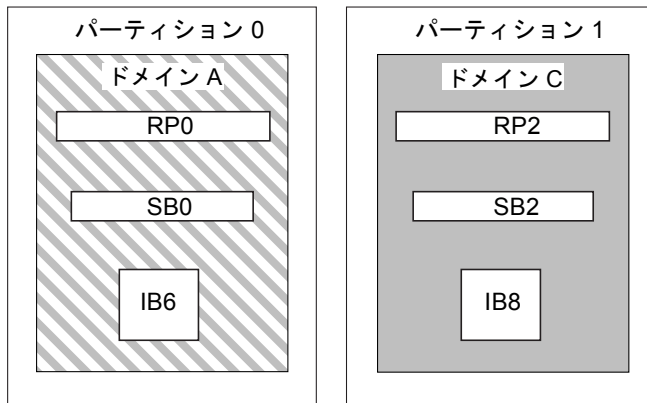 パーティション 0
ドメイン A
RP0
SB0
IB6
パーティション 1
ドメイン C
RP2
SB2
IB8